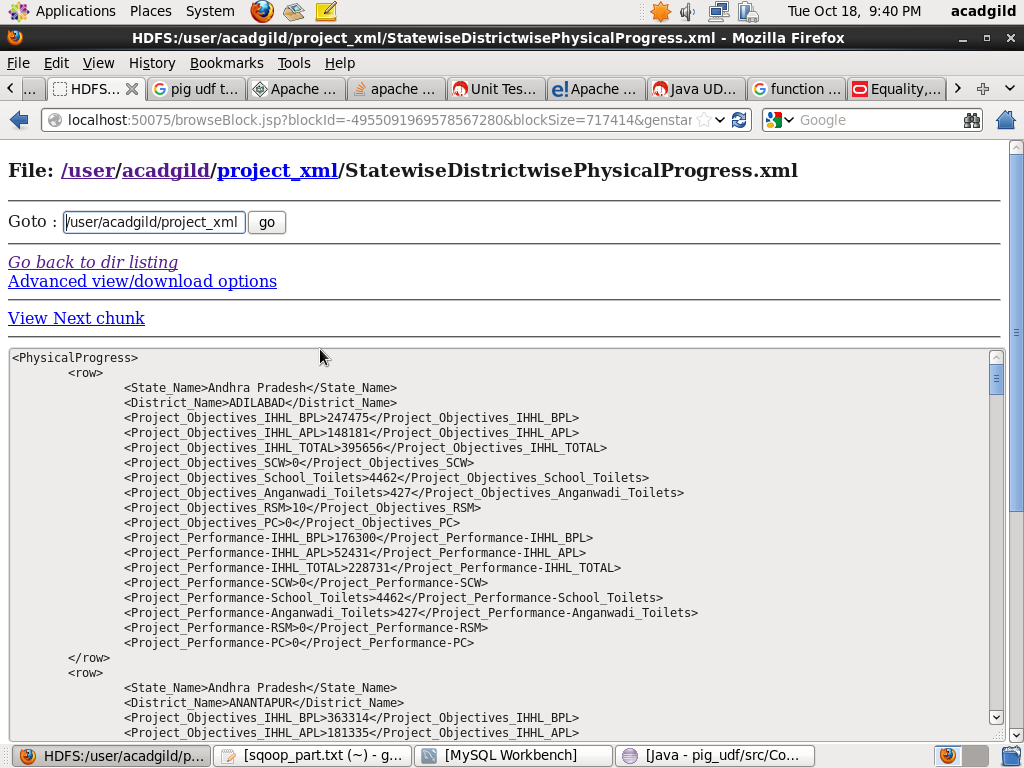 Applications Places System Tue Oct 18, 9:40 PM acadgild
HDFS:/user/acadgild/project_xml/StatewiseDistrictwisePhysicalProgress.xml - Mozilla Firefox
File Edit View History Bookmarks Tools Help
... HDFS... pig udf t... Apache ... apache ... Unit Tes... Apache ... Java UD... function ... Equality,...
localhost:50075/browseBlock.jsp?blockId=-4955091969578567280&blockSize=717414&genstar Google
File: /user/acadgild/project_xml/StatewiseDistrictwisePhysicalProgress.xml
Goto : /user/acadgild/project_xml go
Go back to dir listing
Advanced view/download options
View Next chunk
<PhysicalProgress>
<row>
<State_Name>Andhra Pradesh</State_Name>
<District_Name>ADILABAD</District_Name>
<Project_Objectives_IHHL_BPL>247475</Project_Objectives_IHHL_BPL>
<Project_Objectives_IHHL_APL>148181</Project_Objectives_IHHL_APL>
<Project_Objectives_IHHL_TOTAL>395656</Project_Objectives_IHHL_TOTAL>
<Project_Objectives_SCW>0</Project_Objectives_SCW>
<Project_Objectives_School_Toilets>4462</Project_Objectives_School_Toilets>
<Project_Objectives_Anganwadi_Toilets>427</Project_Objectives_Anganwadi_Toilets>
<Project_Objectives_RSM>10</Project_Objectives_RSM>
<Project_Objectives_PC>0</Project_Objectives_PC>
<Project_Performance-IHHL_BPL>176300</Project_Performance-IHHL_BPL>
<Project_Performance-IHHL_APL>52431</Project_Performance-IHHL_APL>
<Project_Performance-IHHL_TOTAL>228731</Project_Performance-IHHL_TOTAL>
<Project_Performance-SCW>0</Project_Performance-SCW>
<Project_Performance-School_Toilets>4462</Project_Performance-School_Toilets>
<Project_Performance-Anganwadi_Toilets>427</Project_Performance-Anganwadi_Toilets>
<Project_Performance-RSM>0</Project_Performance-RSM>
<Project_Performance-PC>0</Project_Performance-PC>
</row>
<row>
<State_Name>Andhra Pradesh</State_Name>
<District_Name>ANANTAPUR</District_Name>
<Project_Objectives_IHHL_BPL>363314</Project_Objectives_IHHL_BPL>
<Project_Objectives_IHHL_APL>181335</Project_Objectives_IHHL_APL>
HDFS:/user/acadgild/p... [sqoop_part.txt (~) - g... [MySQL Workbench] [Java - pig_udf/src/Co...